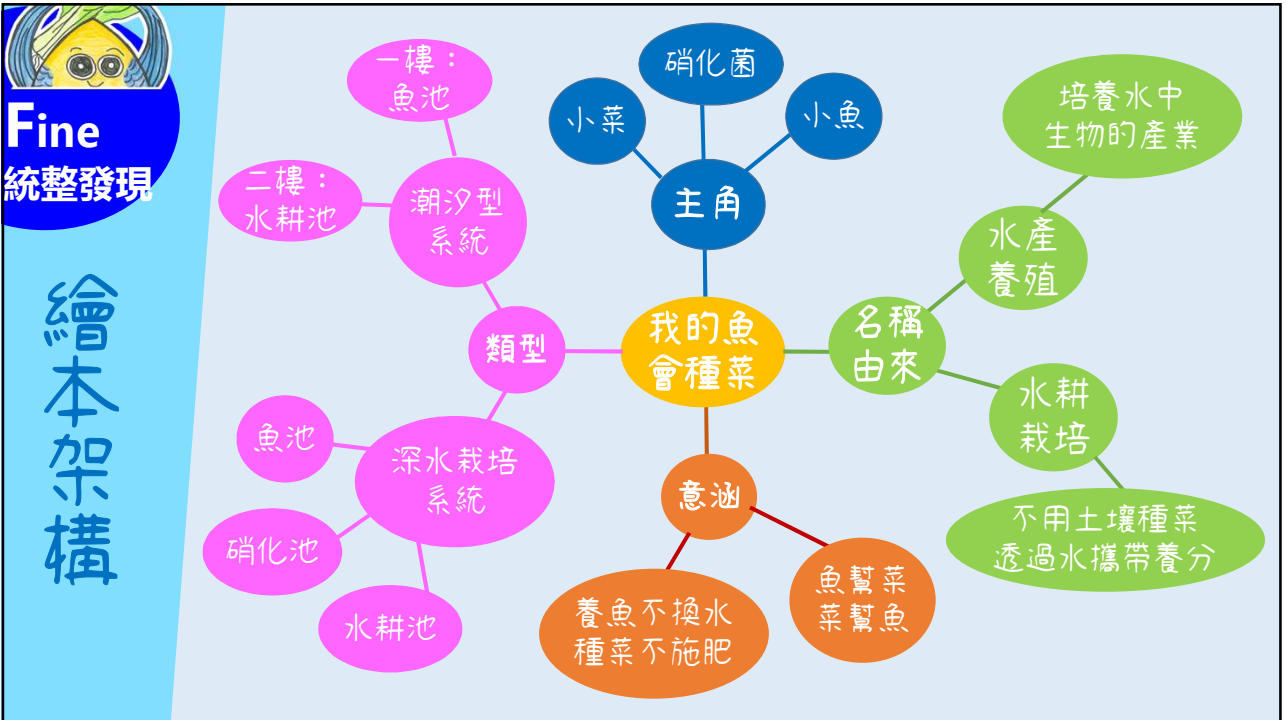 Fine
統整發現
繪本架構
我的魚
會種菜
主角
小菜
硝化菌
小魚
名稱
由來
水產
養殖
培養水中
生物的產業
水耕
栽培
不用土壤種菜
透過水攜帶養分
意涵
魚幫菜
菜幫魚
養魚不換水
種菜不施肥
類型
潮汐型
系統
一樓：
魚池
二樓：
水耕池
深水栽培
系統
魚池
硝化池
水耕池